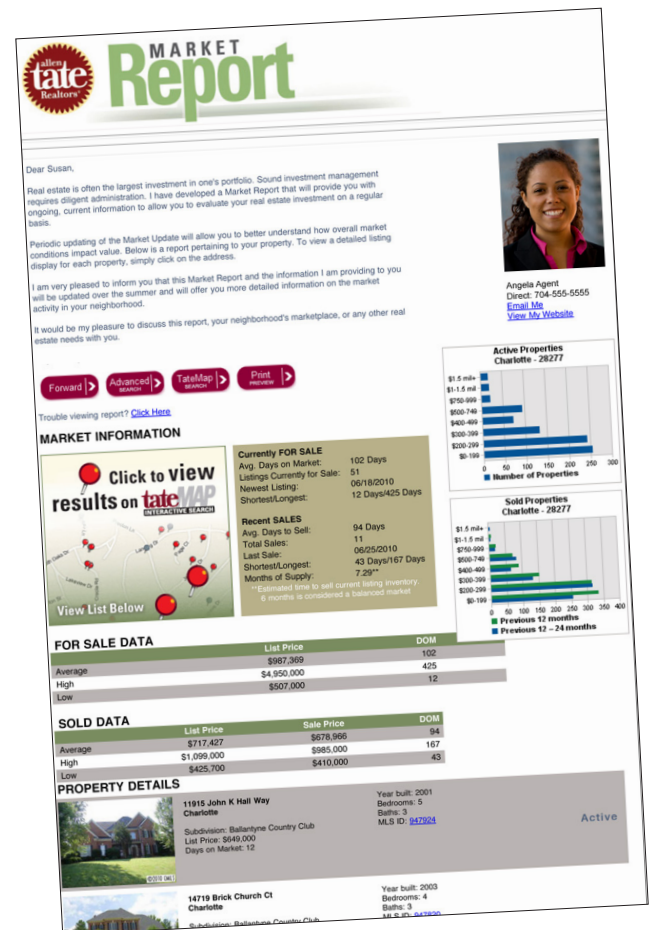 allen
tate
Realtors®
MARKET
Report
Dear Susan,
Real estate is often the largest investment in one's portfolio. Sound investment management
requires diligent administration. I have developed a Market Report that will provide you with
ongoing, current information to allow you to evaluate your real estate investment on a regular
basis.
Periodic updating of the Market Update will allow you to better understand how overall market
conditions impact value. Below is a report pertaining to your property. To view a detailed listing
display for each property, simply click on the address.
I am very pleased to inform you that this Market Report and the information I am providing to you
will be updated over the summer and will offer you more detailed information on the market
activity in your neighborhood.
It would be my pleasure to discuss this report, your neighborhood's marketplace, or any other real
estate needs with you.
Angela Agent
Direct: 704-555-5555
Email Me
View My Website
Forward
Advanced
SEARCH
TateMap
SEARCH
Print
PREVIEW
Trouble viewing report? Click Here
MARKET INFORMATION
Click to view
results on tateMAP
INTERACTIVE SEARCH
View List Below
Currently FOR SALE
Avg. Days on Market: 102 Days
Listings Currently for Sale: 51
Newest Listing: 06/18/2010
Shortest/Longest: 12 Days/425 Days
Recent SALES
Avg. Days to Sell: 94 Days
Total Sales: 11
Last Sale: 06/25/2010
Shortest/Longest: 43 Days/167 Days
Months of Supply: 7.29**
**Estimated time to sell current listing inventory.
6 months is considered a balanced market
Active Properties
Charlotte - 28277
$1.5 mil+
$1-1.5 mil
$750-999
$500-749
$400-499
$300-399
$200-299
$0-199
0 50 100 150 200 250 300
Number of Properties
Sold Properties
Charlotte - 28277
$1.5 mil+
$1-1.5 mil
$750-999
$500-749
$400-499
$300-399
$200-299
$0-199
0 50 100 150 200 250 300 350 400
Previous 12 months
Previous 12 – 24 months
FOR SALE DATA
List Price DOM
Average $987,369 102
High $4,950,000 425
Low $507,000 12
SOLD DATA
List Price Sale Price DOM
Average $717,427 $678,966 94
High $1,099,000 $985,000 167
Low $425,700 $410,000 43
PROPERTY DETAILS
11915 John K Hall Way
Charlotte
Subdivision: Ballantyne Country Club
List Price: $649,000
Days on Market: 12
Year built: 2001
Bedrooms: 5
Baths: 3
MLS ID: 947924
Active
14719 Brick Church Ct
Charlotte
Subdivision: Ballantyne Country Club
Year built: 2003
Bedrooms: 4
Baths: 3
MLS ID: 947820